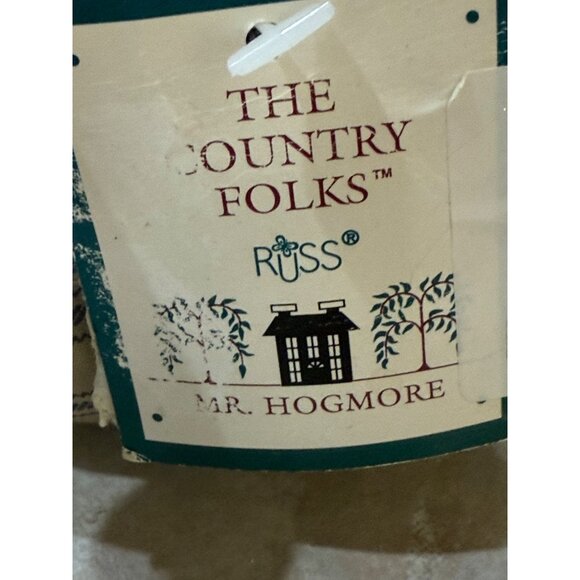 THE
COUNTRY
FOLKS™
RUSS®
MR. HOGMORE